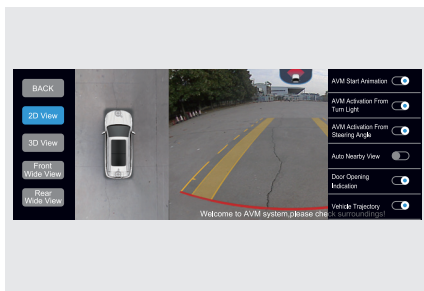 BACK
2D View
3D View
Front
Wide View
Rear
Wide View
AVM Start Animation
AVM Activation From
Turn Light
AVM Activation From
Steering Angle
Auto Nearby View
Door Opening
Indication
Vehicle Trajectory
Welcome to AVM system,please check surroundings!